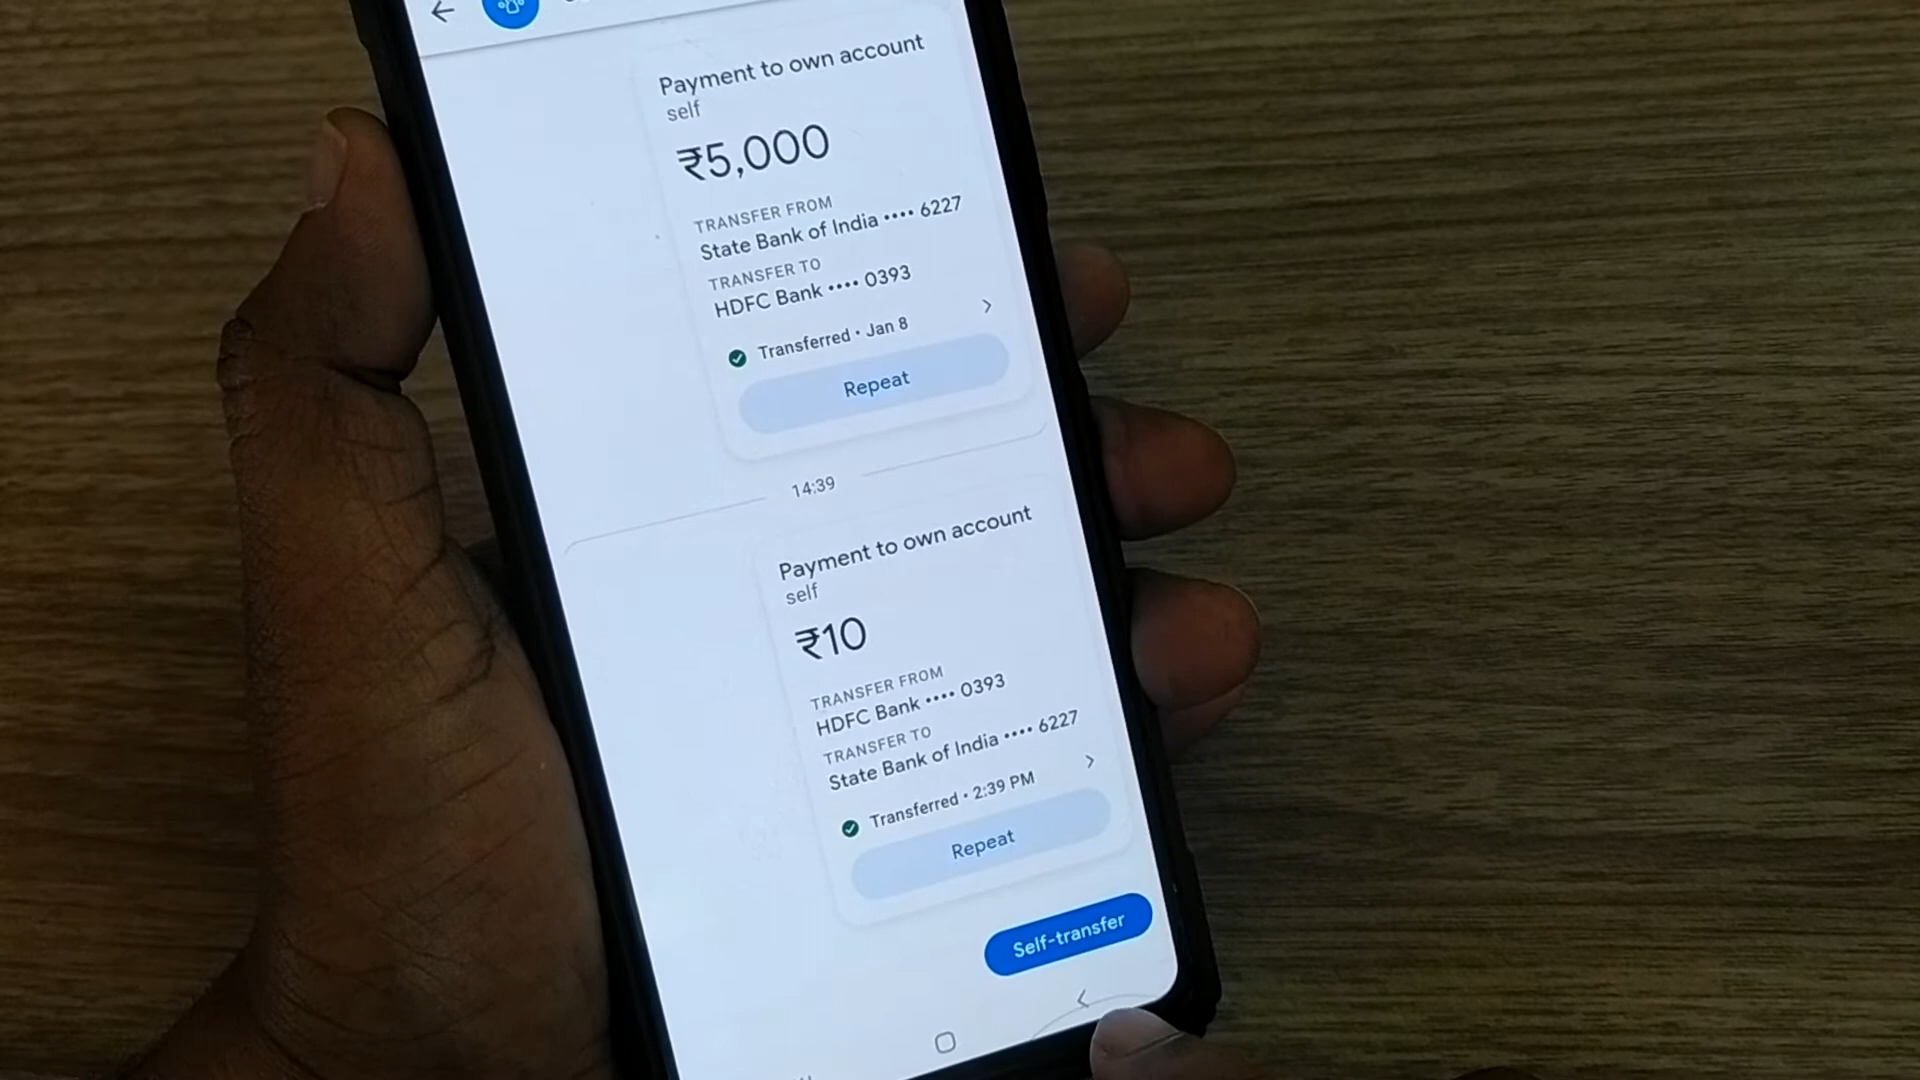 Payment to own account
self
₹5,000
TRANSFER FROM
State Bank of India •••• 6227
TRANSFER TO
HDFC Bank •••• 0393
Transferred • Jan 8
Repeat
14:39
Payment to own account
self
₹10
TRANSFER FROM
HDFC Bank •••• 0393
TRANSFER TO
State Bank of India •••• 6227
Transferred • 2:39 PM
Repeat
Self-transfer